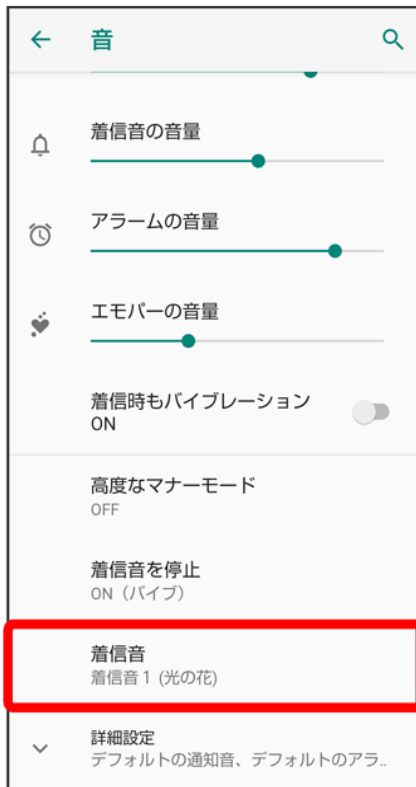 音
着信音の音量
アラームの音量
エモパーの音量
着信時もバイブレーション
ON
高度なマナーモード
OFF
着信音を停止
ON（バイブ）
着信音
着信音１ (光の花)
詳細設定
デフォルトの通知音、デフォルトのアラ..